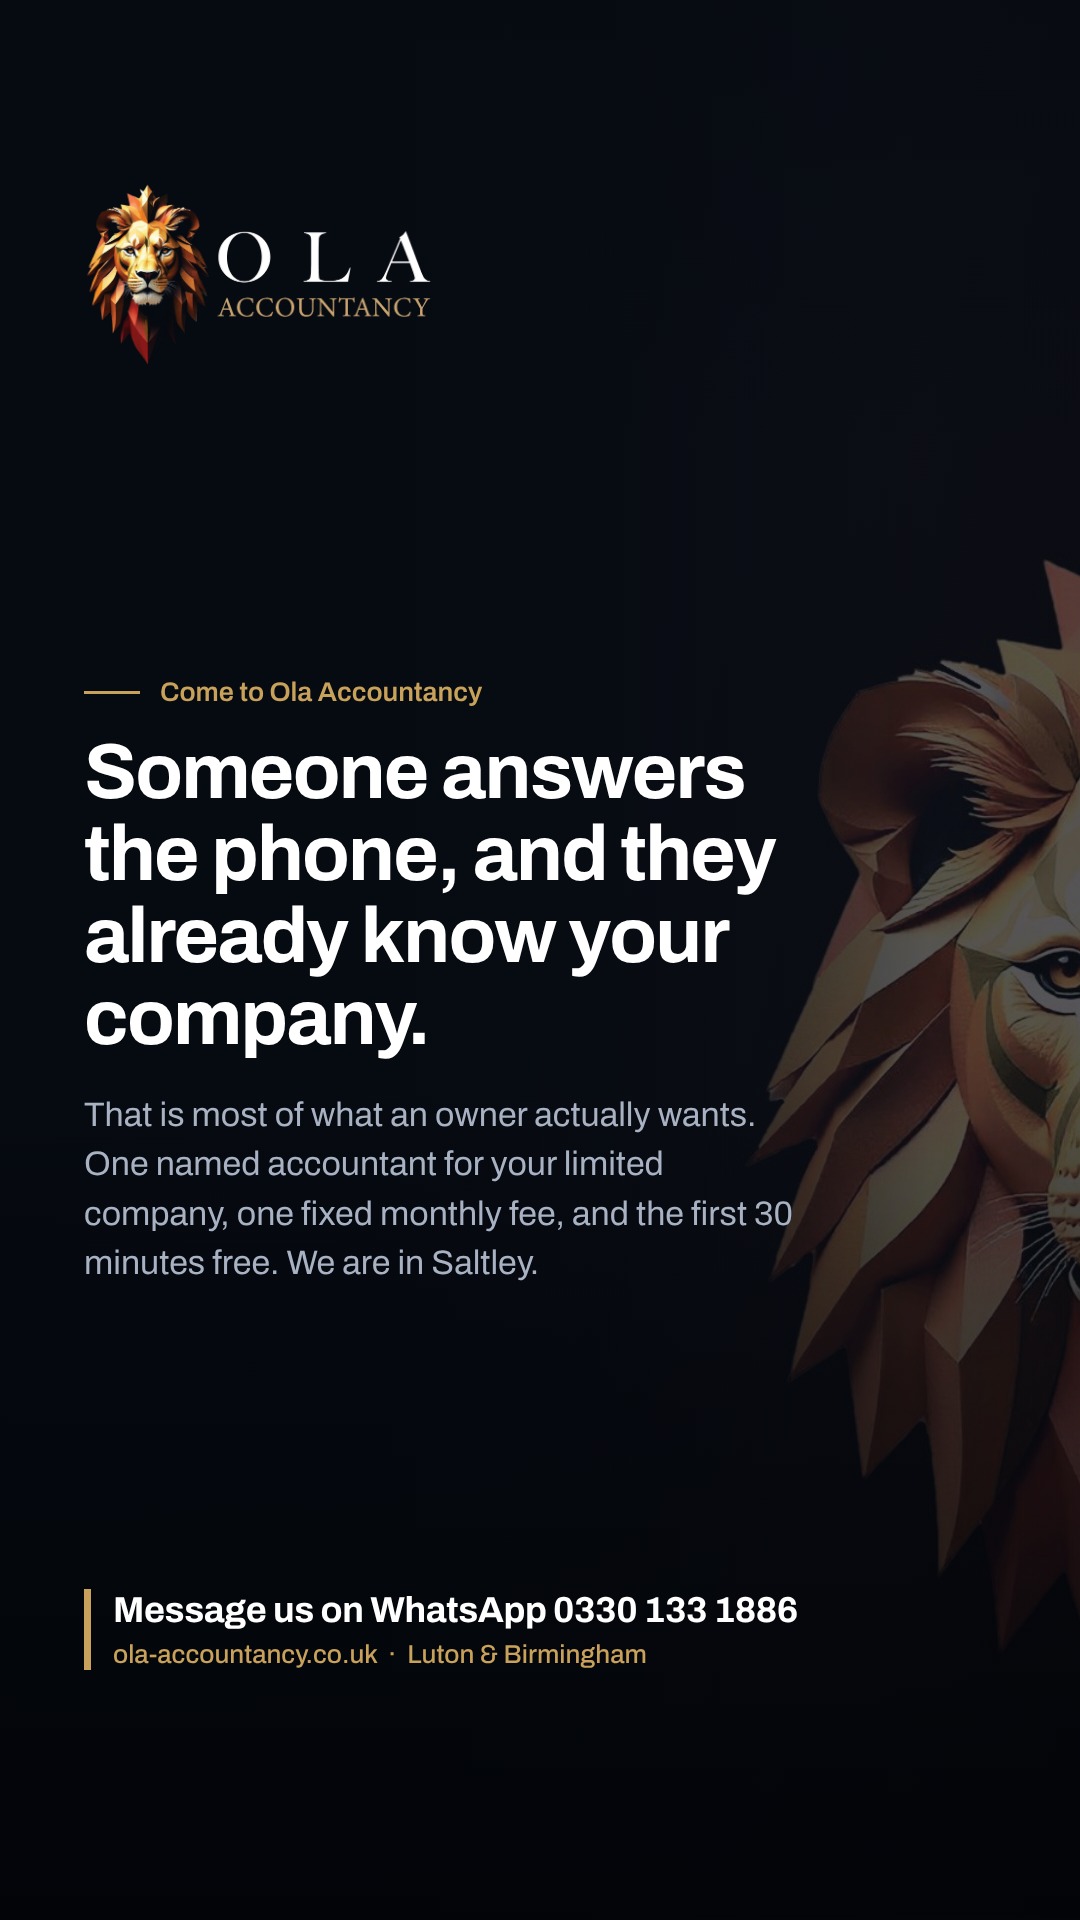 OLA
ACCOUNTANCY
Come to Ola Accountancy
Someone answers
the phone, and they
already know your
company.
That is most of what an owner actually wants.
One named accountant for your limited
company, one fixed monthly fee, and the first 30
minutes free. We are in Saltley.
Message us on WhatsApp 0330 133 1886
ola-accountancy.co.uk · Luton & Birmingham